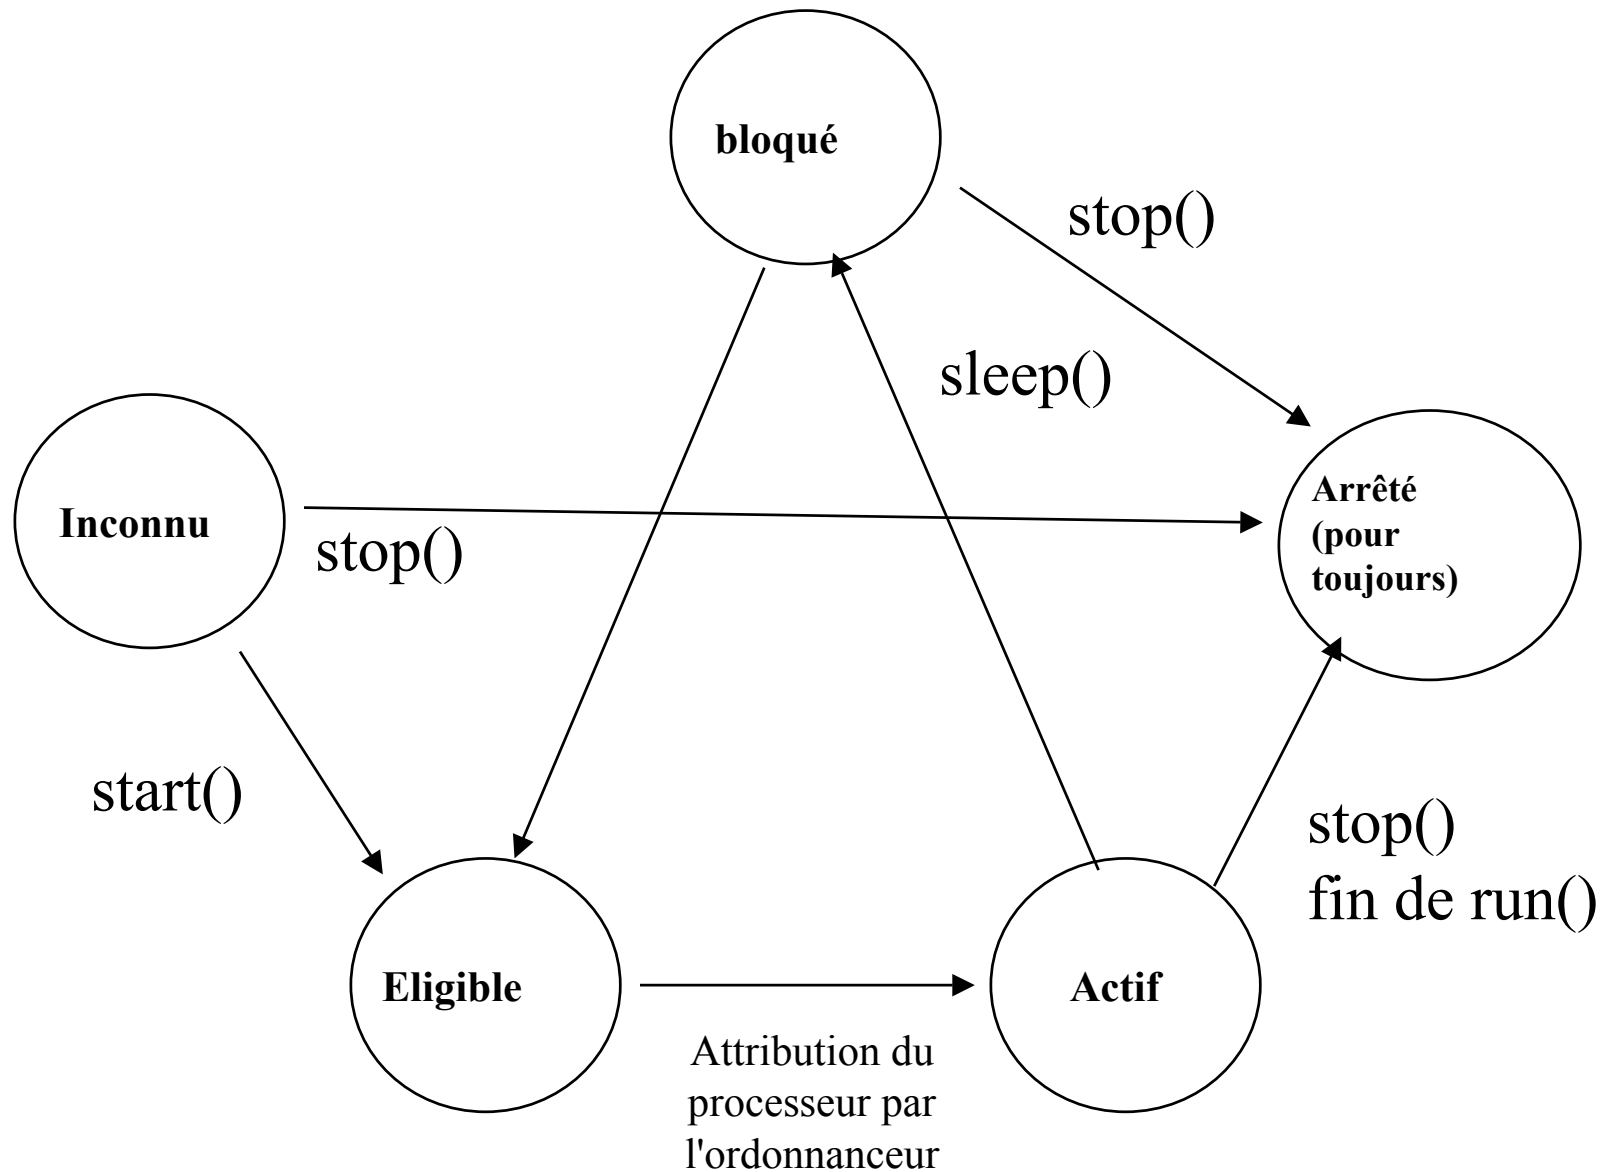 bloqué
stop()
sleep()
Inconnu
stop()
Arrêté
(pour
toujours)
start()
stop()
fin de run()
Eligible
Actif
Attribution du
processeur par
l'ordonnanceur